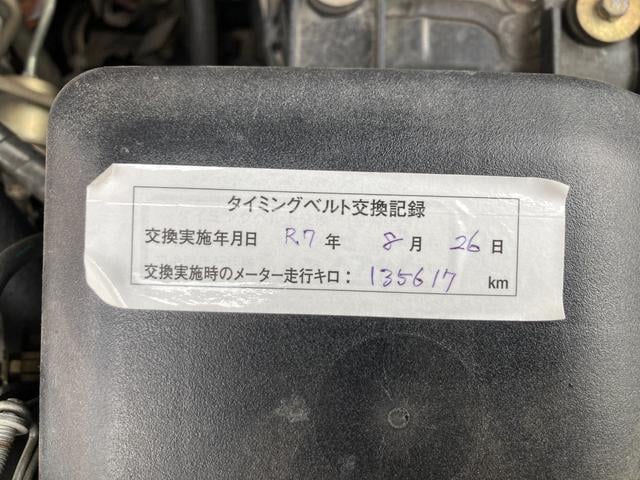 タイミングベルト交換記録
交換実施年月日 R.7年 8月 26日
交換実施時のメーター走行キロ： 135617 km